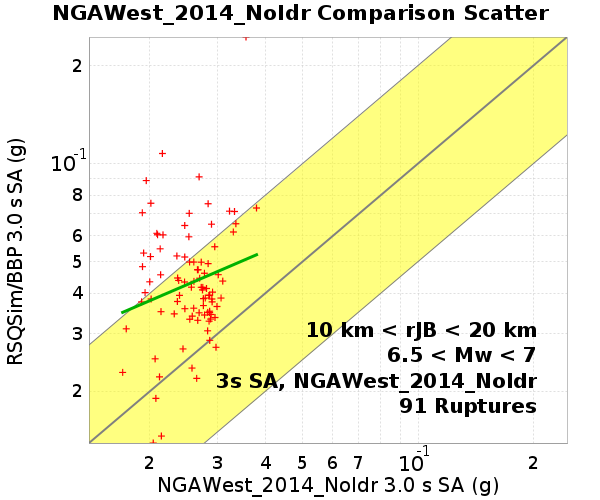 NGAWest_2014_NoIdr Comparison Scatter
RSQSim/BBP 3.0 s SA (g)
2
10-1
8
6
5
4
3
2
10 km < rJB < 20 km
6.5 < Mw < 7
3s SA, NGAWest_2014_NoIdr
91 Ruptures
2 3 4 5 6 7 10-1 2
NGAWest_2014_NoIdr 3.0 s SA (g)